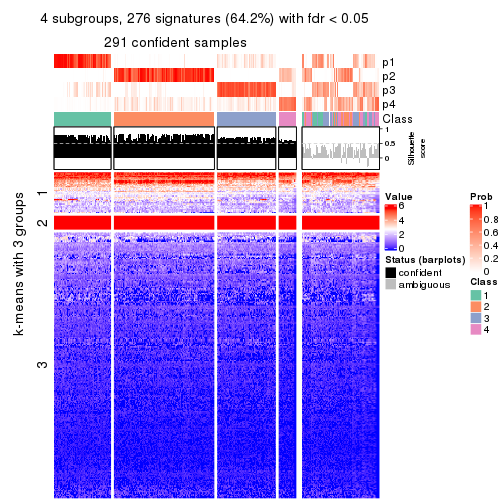 4 subgroups, 276 signatures (64.2%) with fdr < 0.05
291 confident samples
p1
p2
p3
p4
Class
1
0.5
0
Silhouette
score
k-means with 3 groups
1
2
3
Value
6
4
2
0
Status (barplots)
confident
ambiguous
Prob
1
0.8
0.6
0.4
0.2
0
Class
1
2
3
4